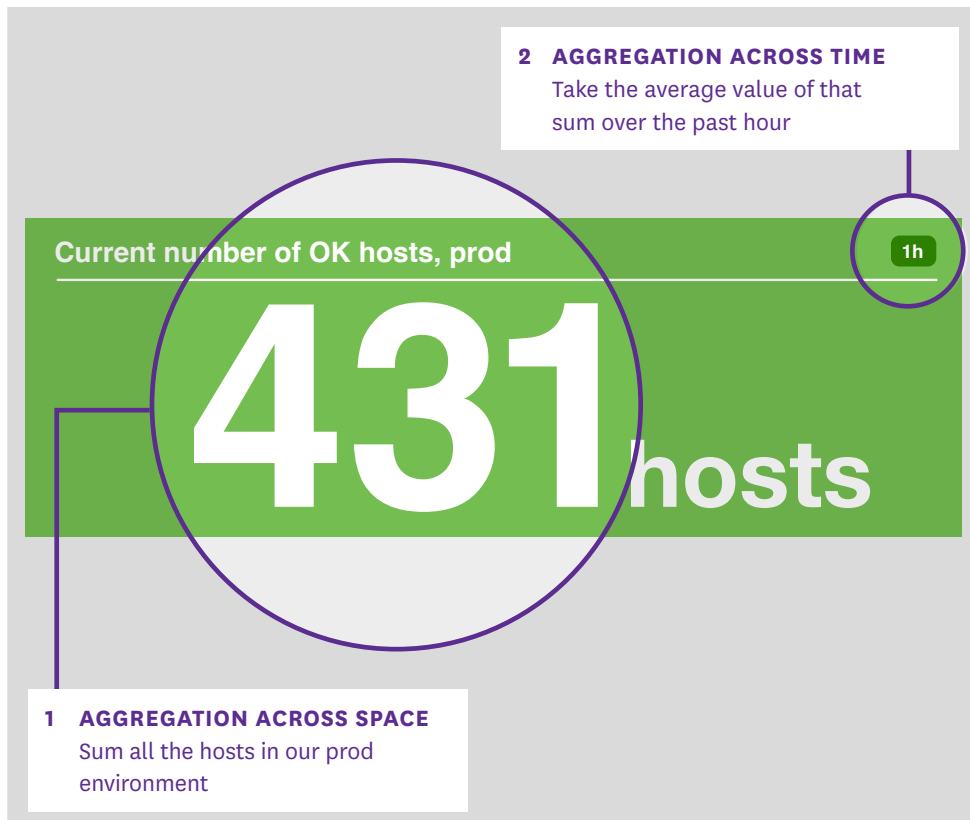 2 AGGREGATION ACROSS TIME
Take the average value of that
sum over the past hour
Current number of OK hosts, prod
1h
431 hosts
1 AGGREGATION ACROSS SPACE
Sum all the hosts in our prod
environment